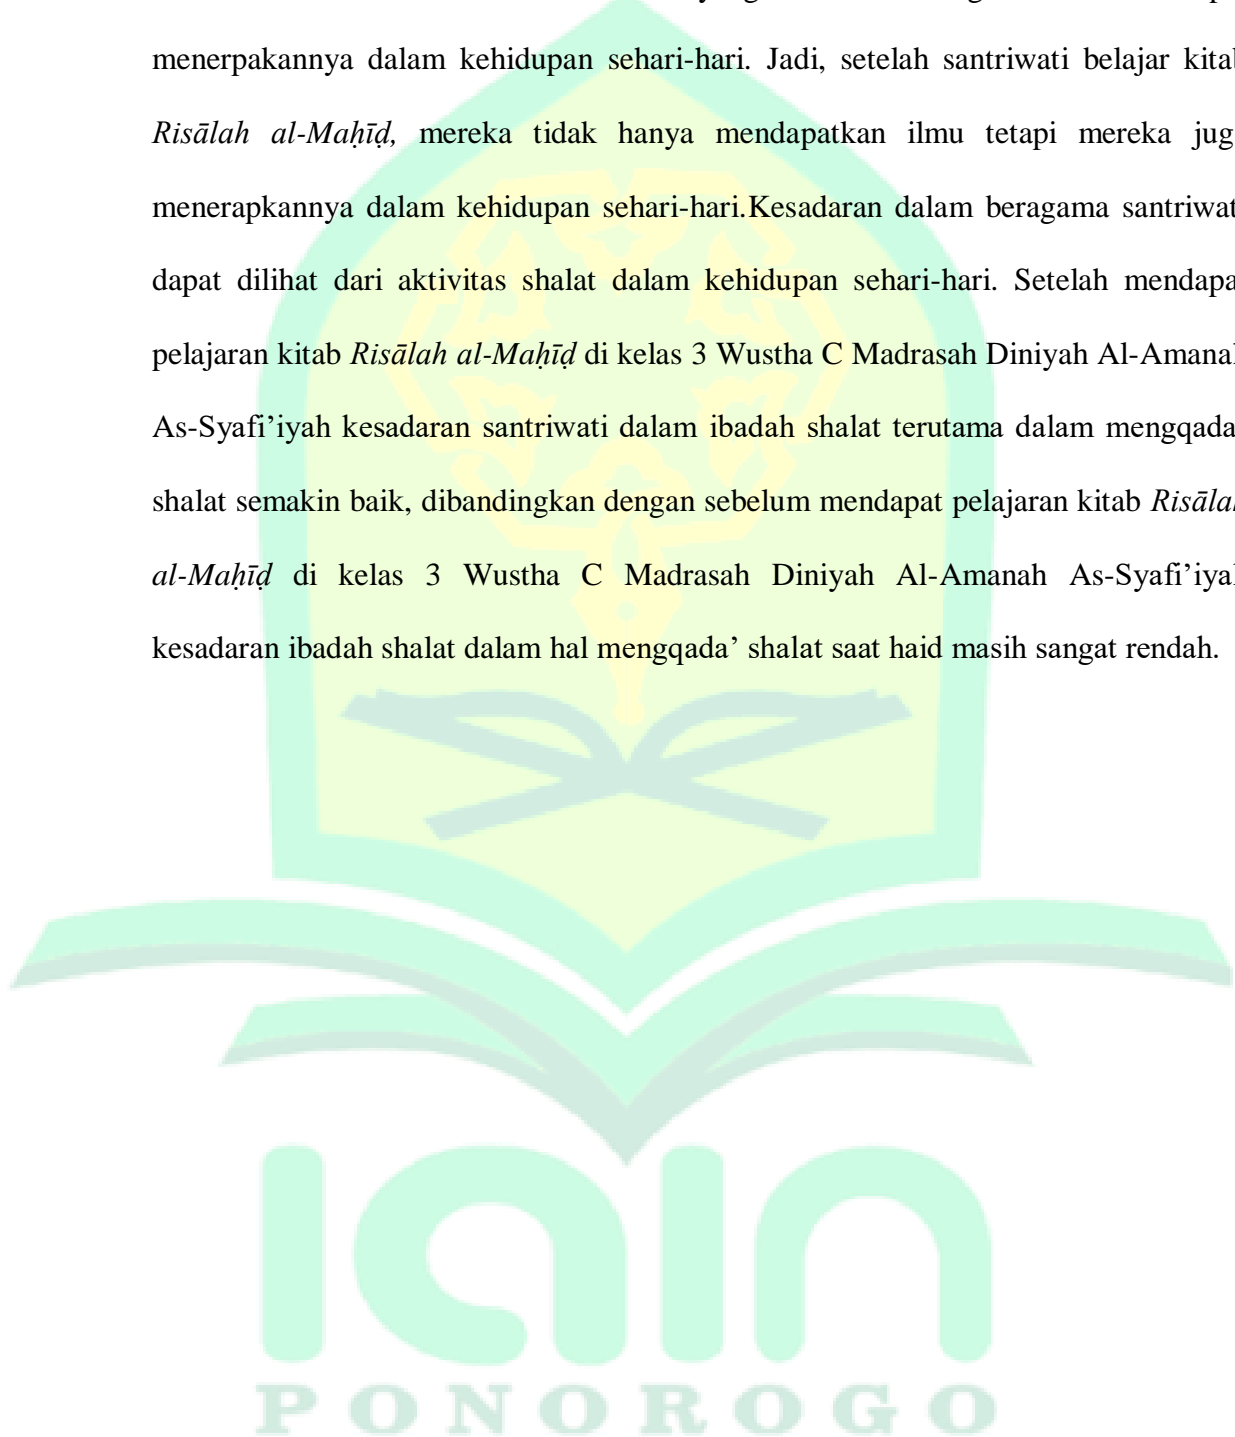 menerpakannya dalam kehidupan sehari-hari. Jadi, setelah santriwati belajar
Risālah al-Maḥīḍ, mereka tidak hanya mendapatkan ilmu tetapi mereka
menerapkannya dalam kehidupan sehari-hari.Kesadaran dalam beragama
dapat dilihat dari aktivitas shalat dalam kehidupan sehari-hari. Setelah
pelajaran kitab Risālah al-Maḥīḍ di kelas 3 Wustha C Madrasah Diniyah
As-Syafi’iyah kesadaran santriwati dalam ibadah shalat terutama dalam
shalat semakin baik, dibandingkan dengan sebelum mendapat pelajaran kitab
al-Maḥīḍ di kelas 3 Wustha C Madrasah Diniyah Al-Amanah
kesadaran ibadah shalat dalam hal mengqada’ shalat saat haid masih sangat rendah.
iain
PONOROGO